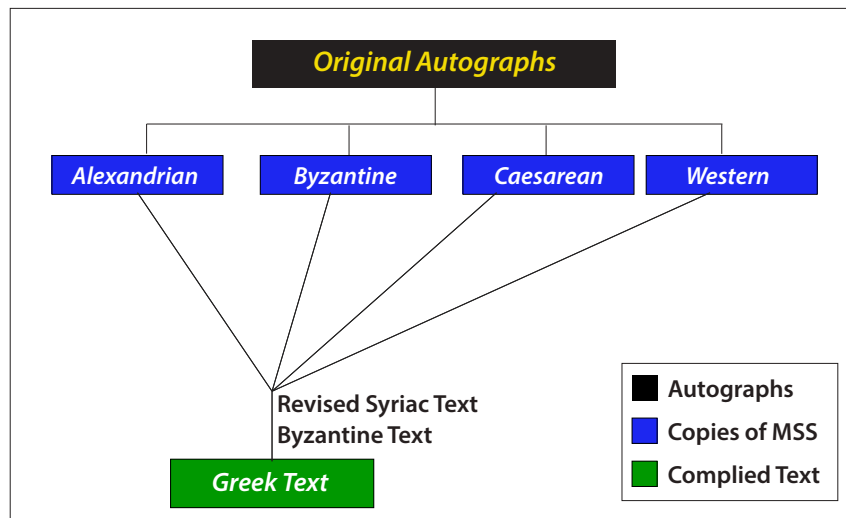 Original Autographs
Alexandrian
Byzantine
Caesarean
Western
Revised Syriac Text
Byzantine Text
Greek Text
Autographs
Copies of MSS
Complied Text